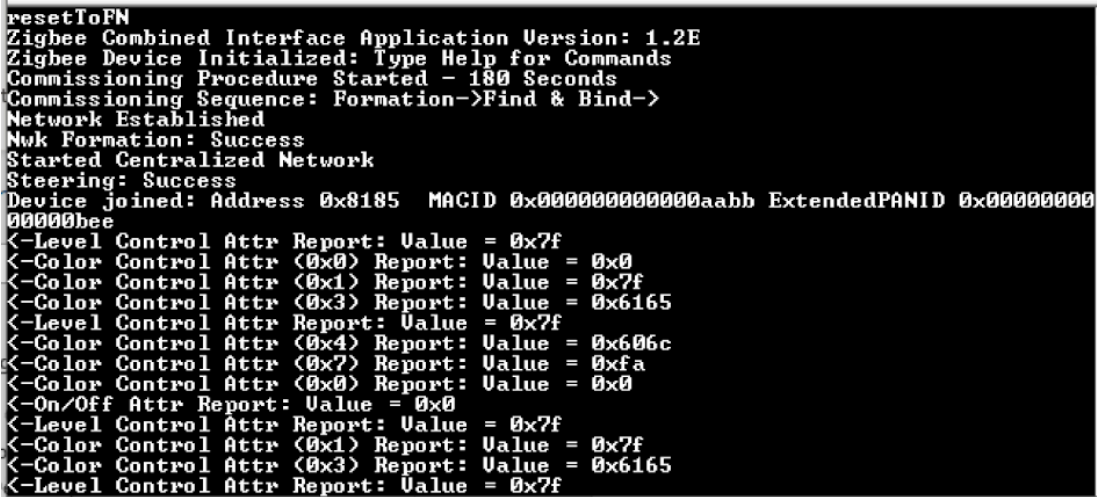 resetToFN
Zigbee Combined Interface Application Version: 1.2E
Zigbee Device Initialized: Type Help for Commands
Commissioning Procedure Started - 180 Seconds
Commissioning Sequence: Formation->Find & Bind->
Network Established
Nwk Formation: Success
Started Centralized Network
Steering: Success
Device joined: Address 0x8185  MACID 0x000000000000aabb ExtendedPANID 0x00000000
00000bee
<-Level Control Attr Report: Value = 0x7f
<-Color Control Attr (0x0) Report: Value = 0x0
<-Color Control Attr (0x1) Report: Value = 0x7f
<-Color Control Attr (0x3) Report: Value = 0x6165
<-Level Control Attr Report: Value = 0x7f
<-Color Control Attr (0x4) Report: Value = 0x606c
<-Color Control Attr (0x7) Report: Value = 0xfa
<-Color Control Attr (0x0) Report: Value = 0x0
<-On/Off Attr Report: Value = 0x0
<-Level Control Attr Report: Value = 0x7f
<-Color Control Attr (0x1) Report: Value = 0x7f
<-Color Control Attr (0x3) Report: Value = 0x6165
<-Level Control Attr Report: Value = 0x7f